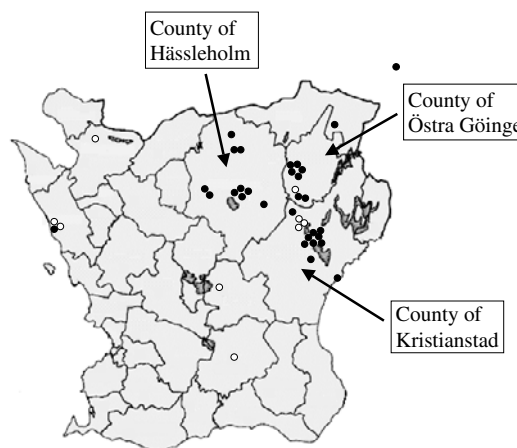 County of
Hässleholm
County of
Östra Göinge
County of
Kristianstad